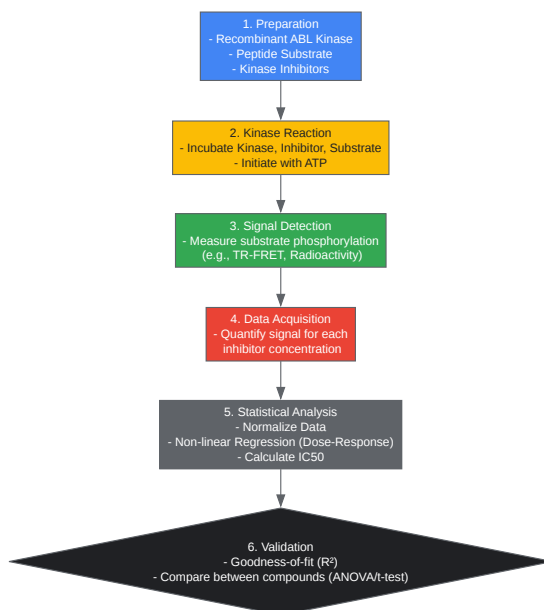 1. Preparation
- Recombinant ABL Kinase
- Peptide Substrate
- Kinase Inhibitors
2. Kinase Reaction
- Incubate Kinase, Inhibitor, Substrate
- Initiate with ATP
3. Signal Detection
- Measure substrate phosphorylation
(e.g., TR-FRET, Radioactivity)
4. Data Acquisition
- Quantify signal for each
inhibitor concentration
5. Statistical Analysis
- Normalize Data
- Non-linear Regression (Dose-Response)
- Calculate IC50
6. Validation
- Goodness-of-fit (R²)
- Compare between compounds (ANOVA/t-test)